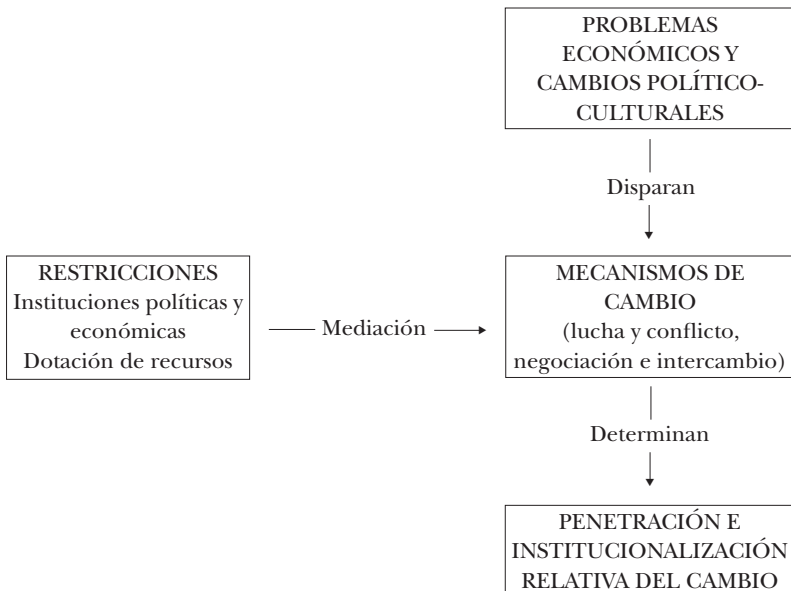 PROBLEMAS
ECONÓMICOS Y
CAMBIOS POLÍTICO-
CULTURALES
Disparan
RESTRICCIONES
Instituciones políticas y
económicas
Dotación de recursos
Mediación
MECANISMOS DE
CAMBIO
(lucha y conflicto,
negociación e intercambio)
Determinan
PENETRACIÓN E
INSTITUCIONALIZACIÓN
RELATIVA DEL CAMBIO